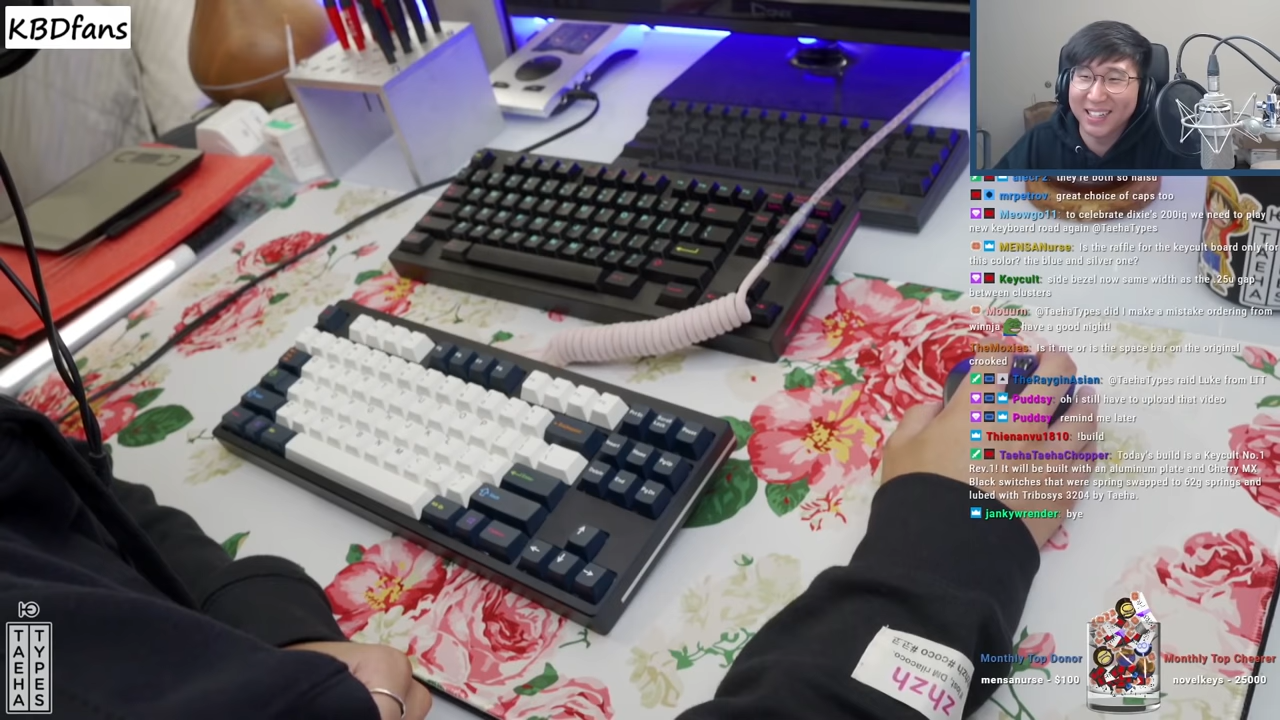 KBDfans
they're both so
mrpetrov: great choice of caps too
Meowgo11: to celebrate dixie's 200iq we need to play
new keyboard road again @TaehaTypes
MENSANurse: Is the raffle for the keycult board only for
this color? the blue and silver one?
Keycult: side bezel now same width as the .25u gap
between clusters
Mouurn: @TaehaTypes did I make a mistake ordering from
winnja have a good night!
TheMoxies: Is it me or is the space bar on the original
crooked
TheRayginAsian: @TaehaTypes raid Luke from LTT
Puddsy: oh i still have to upload that video
Puddsy: remind me later
Thienanvu1810: !build
TaehaTaehaChopper: Today's build is a Keycult No.1
Rev.1! It will be built with an aluminum plate and Cherry MX
Black switches that were spring swapped to 62g springs and
lubed with Tribosys 3204 by Taeha.
jankywrender: bye
TAEHA
TYPES
zhzh
Monthly Top Donor
mensanurse - $100
Monthly Top Cheerer
novelkeys - 25000